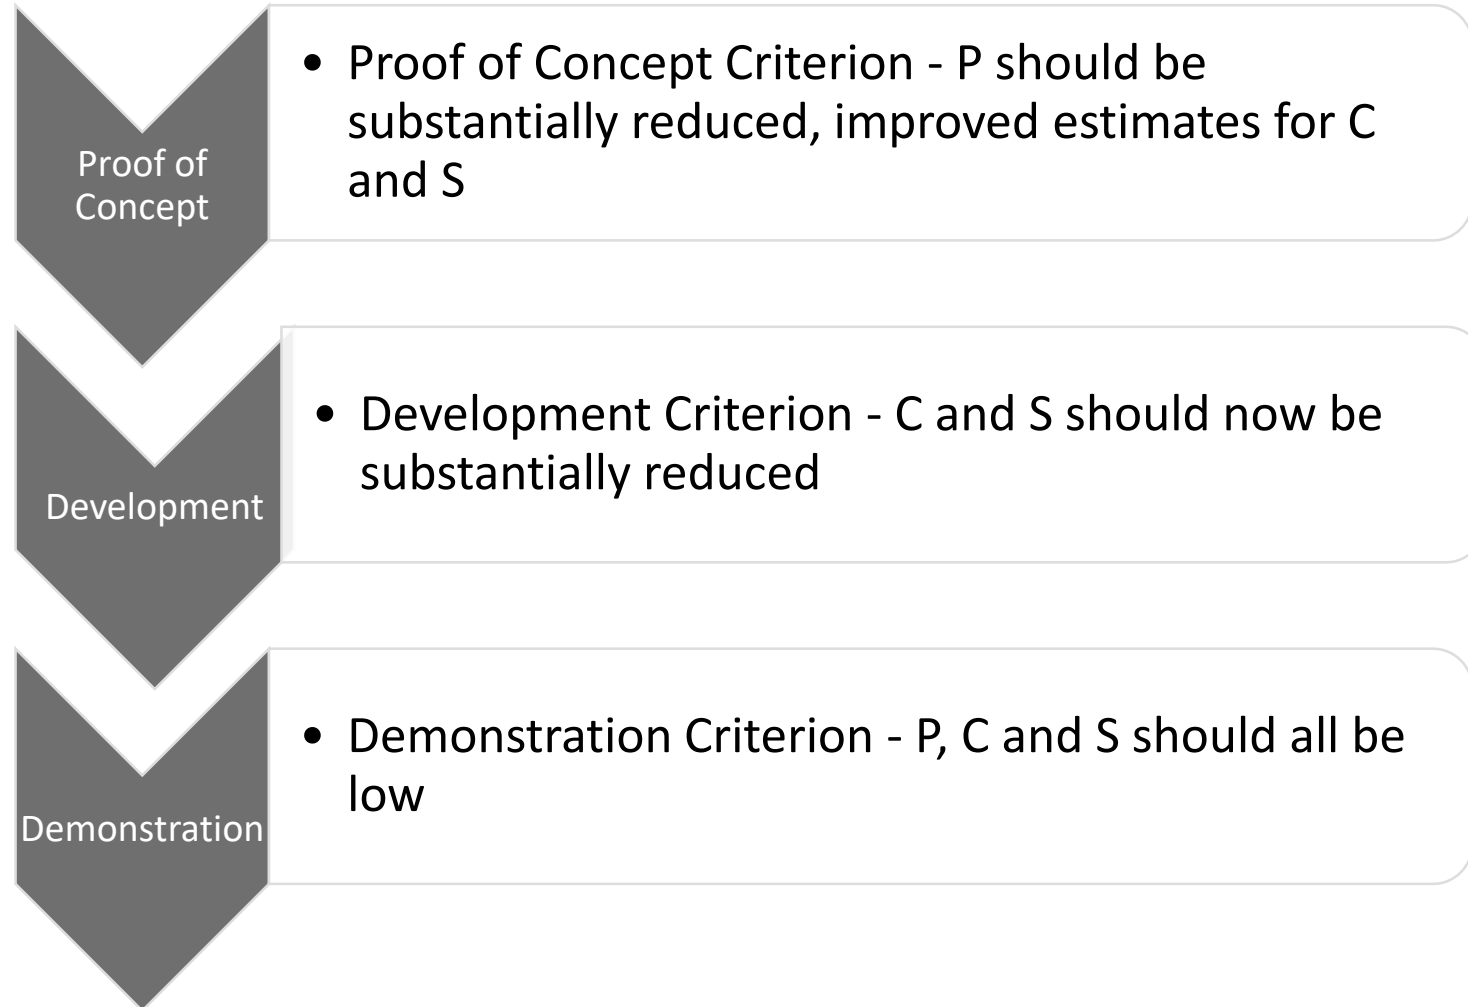 Proof of
Concept
• Proof of Concept Criterion - P should be
substantially reduced, improved estimates for C
and S
Development
• Development Criterion - C and S should now be
substantially reduced
Demonstration
• Demonstration Criterion - P, C and S should all be
low